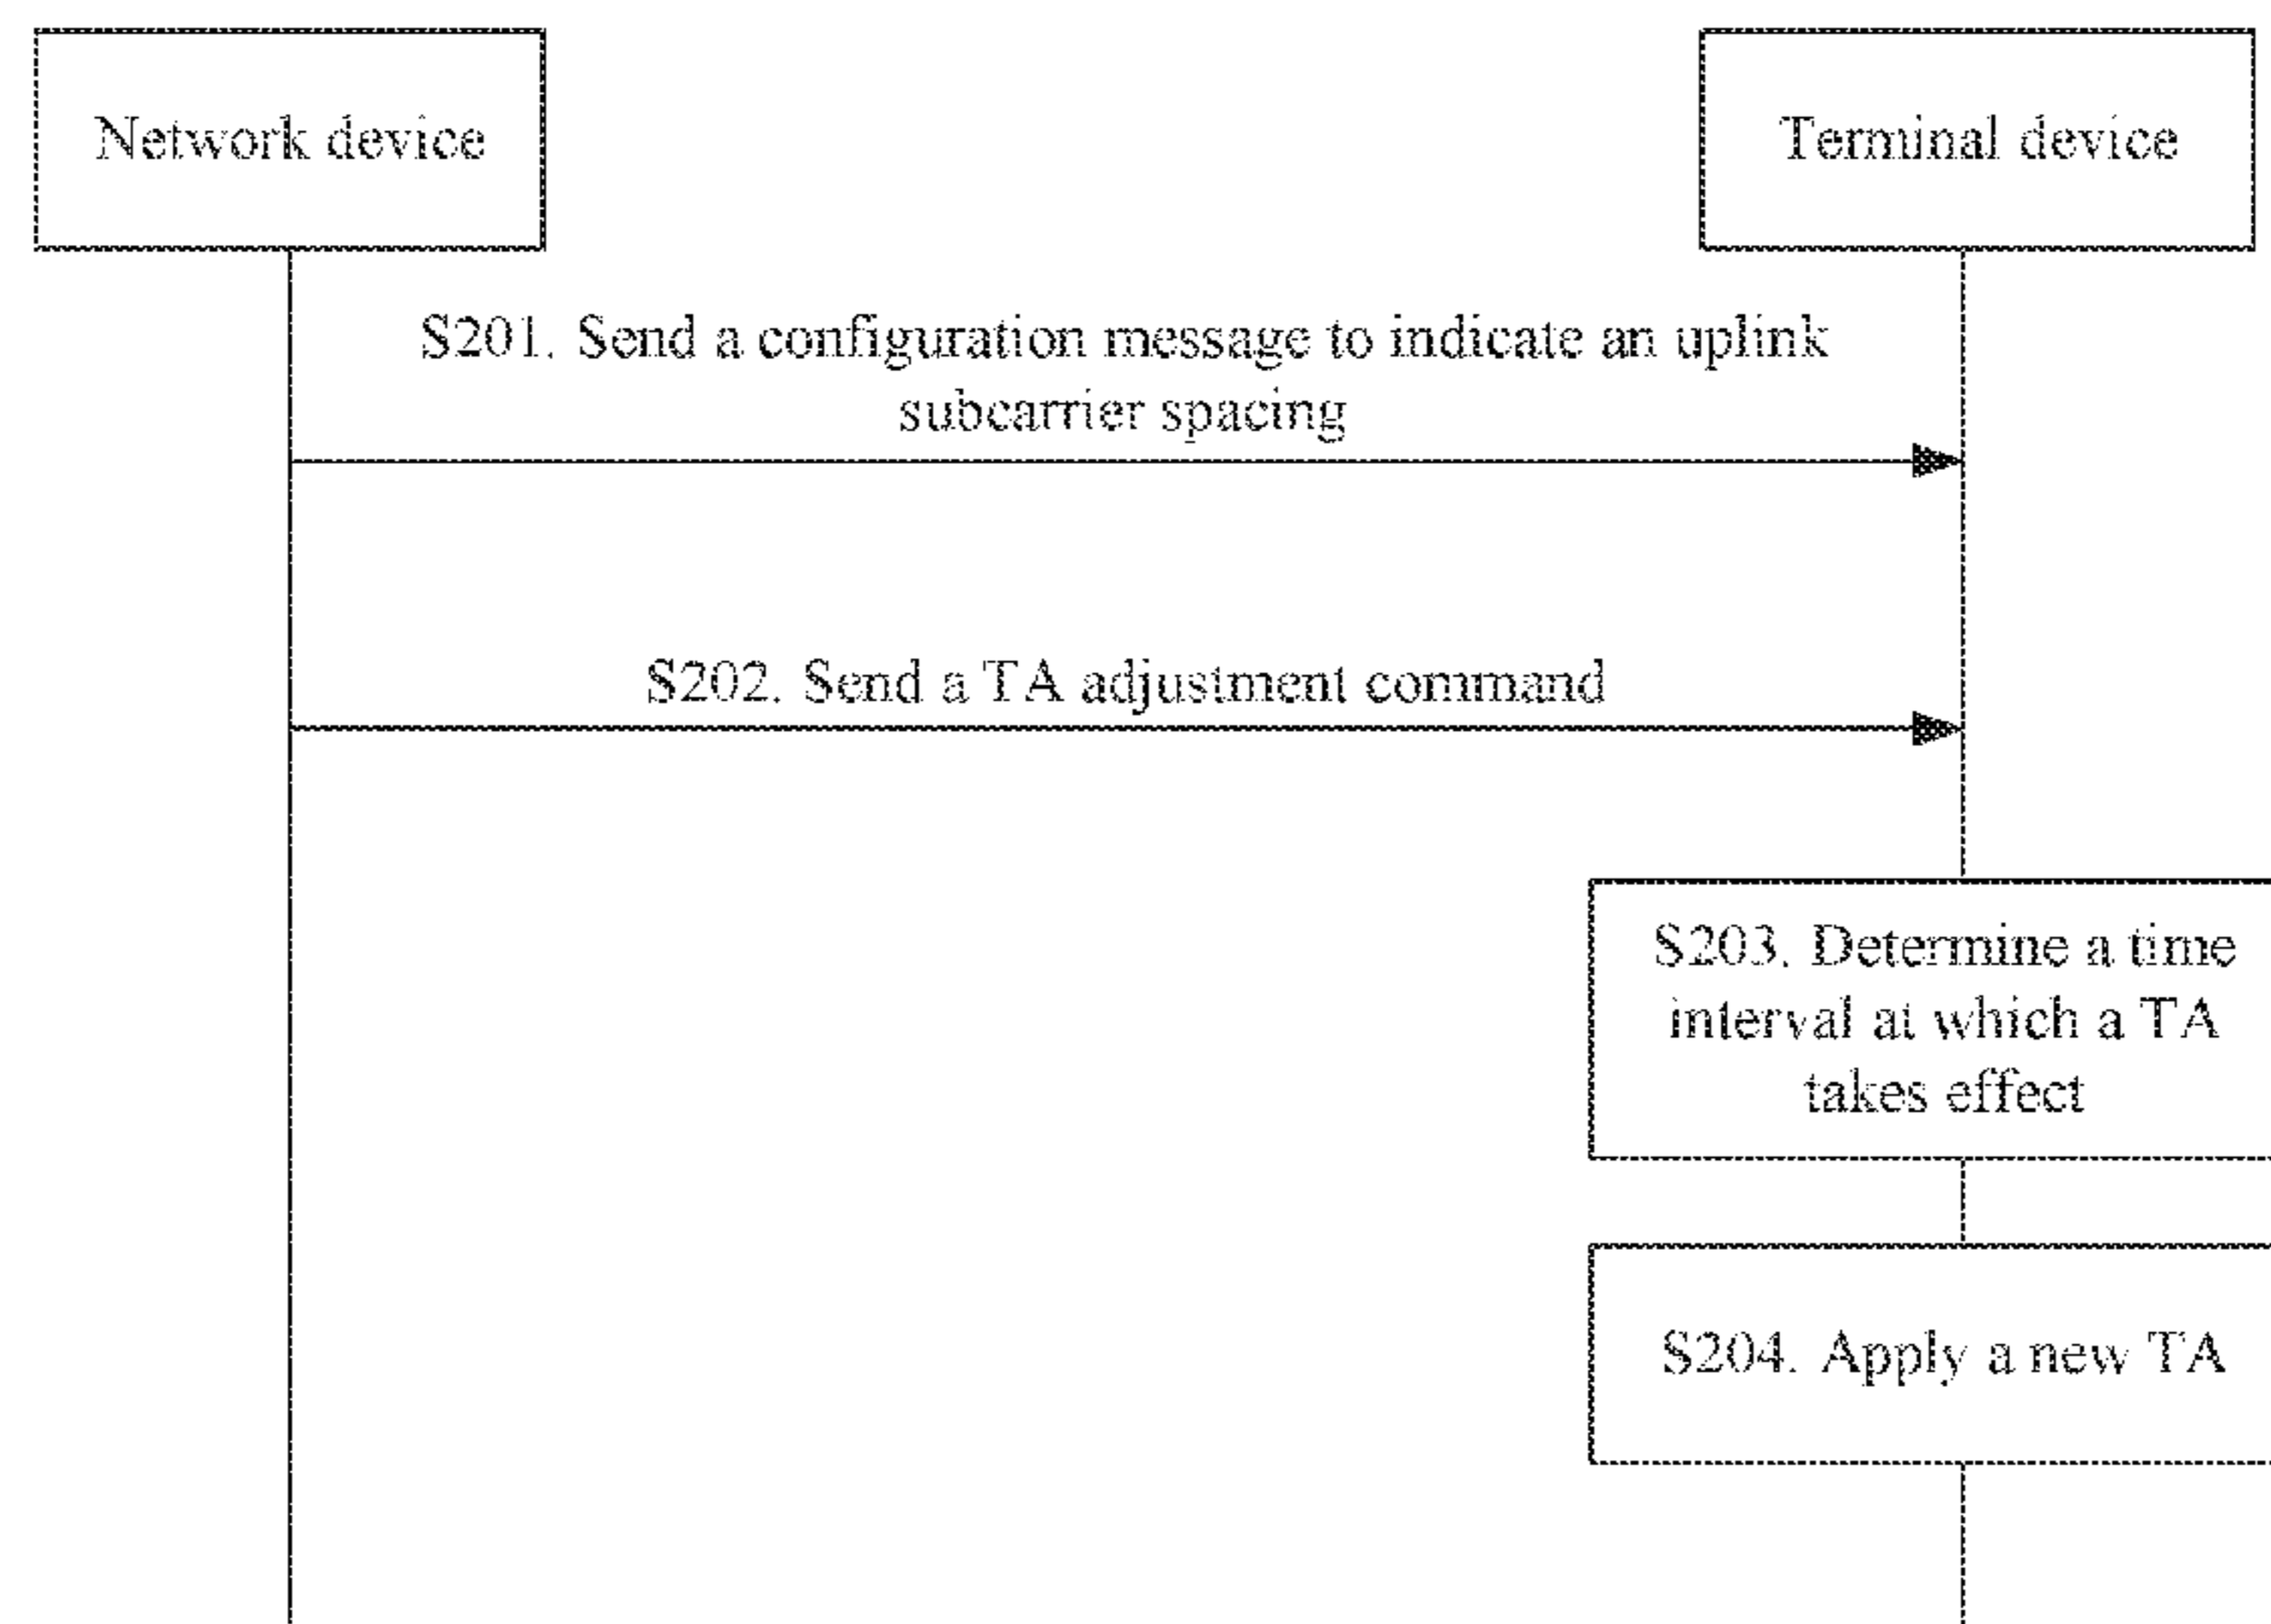 Network device
Terminal device
S201. Send a configuration message to indicate an uplink
subcarrier spacing
S202. Send a TA adjustment command
S203. Determine a time
interval at which a TA
takes effect
S204. Apply a new TA